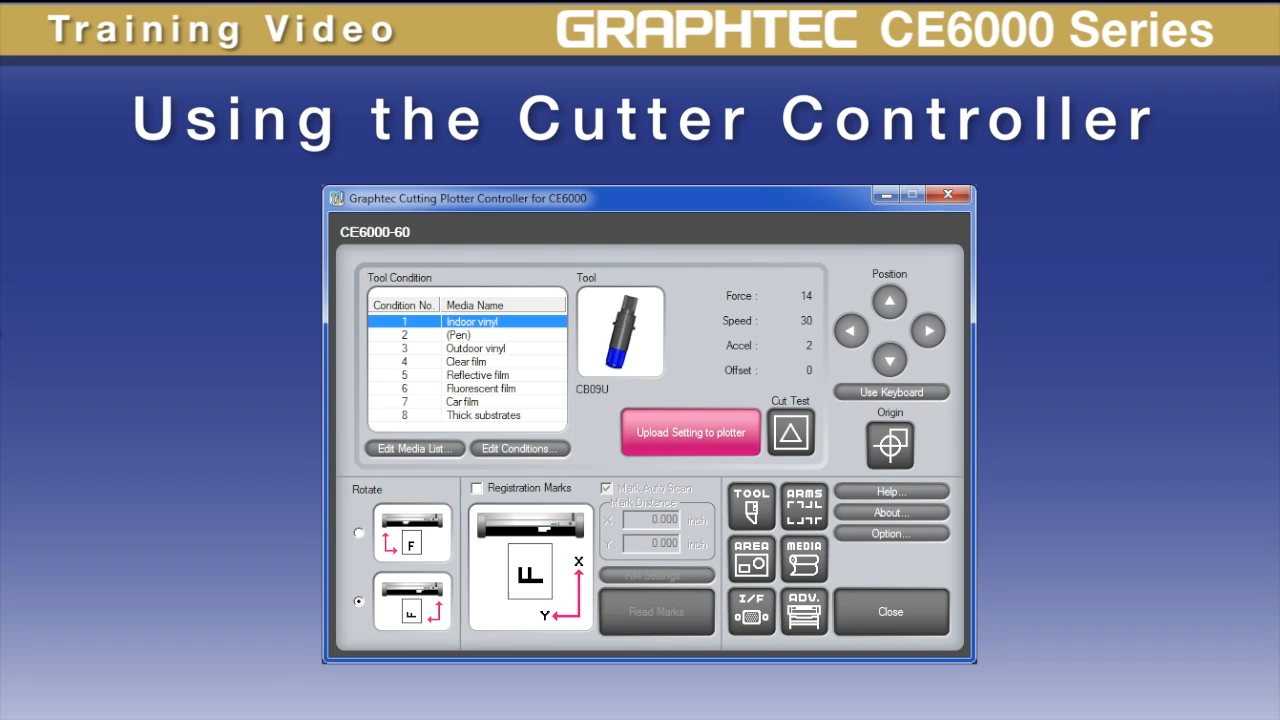 Training Video
GRAPHTEC CE6000 Series
Using the Cutter Controller
Graphtec Cutting Plotter Controller for CE6000
CE6000-60
Tool Condition
Condition No. Media Name
1 Indoor vinyl
2 (Pen)
3 Outdoor vinyl
4 Clear film
5 Reflective film
6 Fluorescent film
7 Car film
8 Thick substrates
Edit Media List...
Edit Conditions...
Tool
CB09U
Force : 14
Speed : 30
Accel : 2
Offset : 0
Upload Setting to plotter
Cut Test
Position
Use Keyboard
Origin
Rotate
F
F
Registration Marks
F
X
Y
Mark Auto Scan
Mark Distance
X : 0.000 inch
Y : 0.000 inch
RM Settings...
Read Marks
TOOL
ARMS
AREA
MEDIA
I/F
ADV.
Help...
About...
Option...
Close